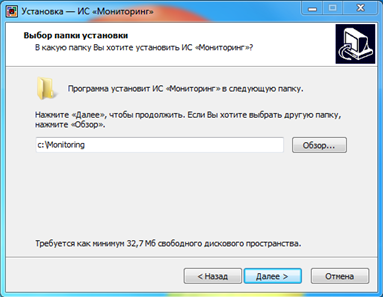 Установка — ИС «Мониторинг»
Выбор папки установки
В какую папку Вы хотите установить ИС «Мониторинг»?
Программа установит ИС «Мониторинг» в следующую папку.
Нажмите «Далее», чтобы продолжить. Если Вы хотите выбрать другую папку,
нажмите «Обзор».
c:\Monitoring
Обзор...
Требуется как минимум 32,7 Мб свободного дискового пространства.
< Назад
Далее >
Отмена